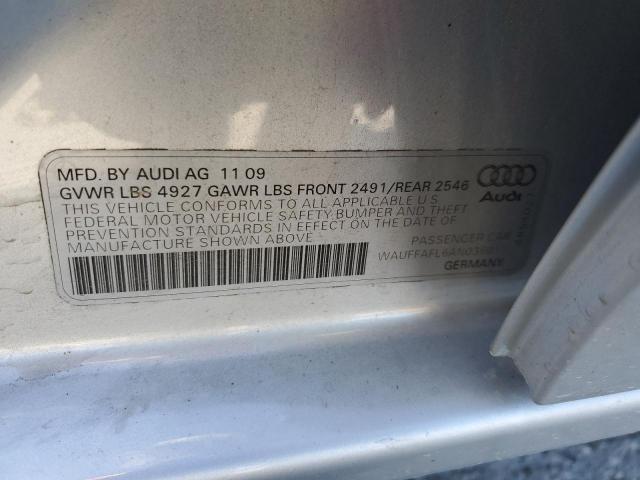 MFD. BY AUDI AG 11 09
GVWR LBS 4927 GAWR LBS FRONT 2491/REAR 2546
THIS VEHICLE CONFORMS TO ALL APPLICABLE U S
FEDERAL MOTOR VEHICLE SAFETY BUMPER AND THEFT
PREVENTION STANDARDS IN EFFECT ON THE DATE OF
MANUFACTURE SHOWN ABOVE
Audi
PASSENGER CAR
GERMANY